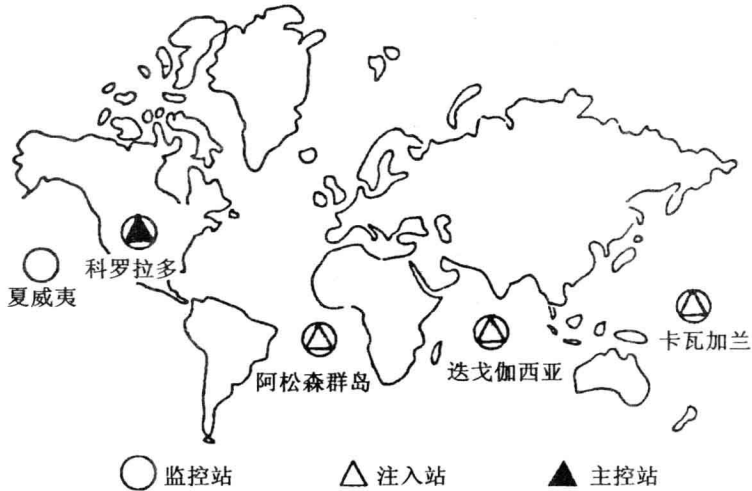 科罗拉多
夏威夷
阿松森群岛
迭戈伽西亚
卡瓦加兰
监控站
注入站
主控站